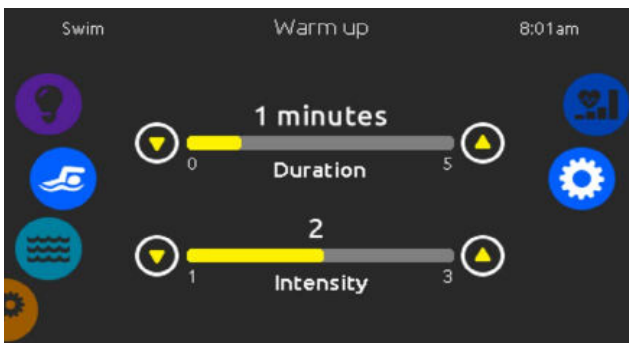 Swim Warm up 8:01am
1 minutes
0 Duration 5
2
1 Intensity 3